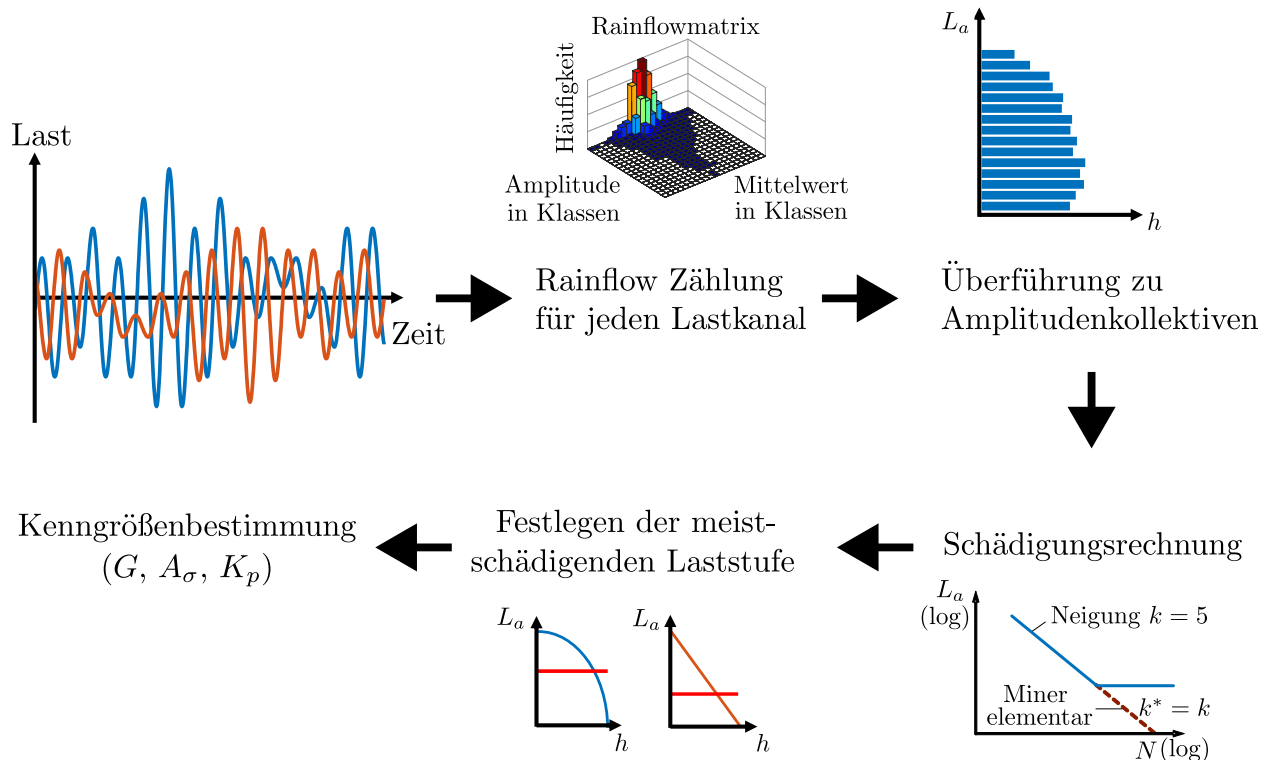 Last
Zeit
Rainflowmatrix
Häufigkeit
Amplitude
in Klassen
Mittelwert
in Klassen
Rainflow Zählung
für jeden Lastkanal
L_a
h
Überführung zu
Amplitudenkollektiven
Schädigungsrechnung
L_a
(log)
Neigung k = 5
Miner
elementar
k* = k
N (log)
Festlegen der meist-
schädigenden Laststufe
L_a
h
L_a
h
Kenngrößenbestimmung
(G, A_σ, K_p)